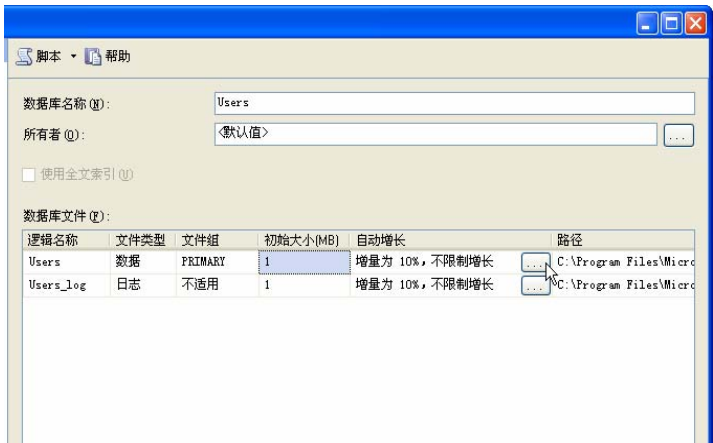 脚本 帮助
数据库名称(N): Users
所有者(O): <默认值> ...
使用全文索引(U)
数据库文件(F):
逻辑名称 文件类型 文件组 初始大小(MB) 自动增长 路径
Users 数据 PRIMARY 1 增量为 10%，不限制增长 ... C:\Program Files\Micro
Users_log 日志 不适用 1 增量为 10%，不限制增长 ... C:\Program Files\Micro